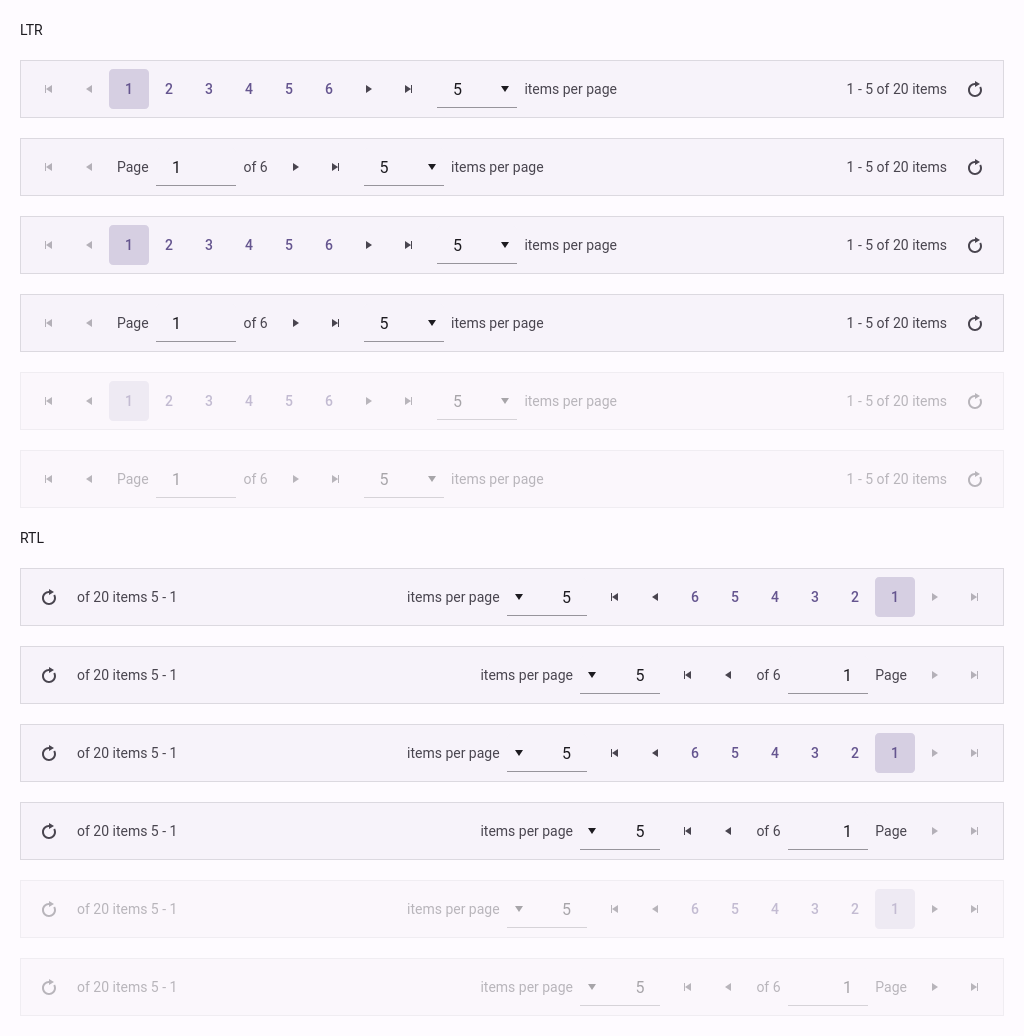 LTR
1 2 3 4 5 6 5 items per page 1 - 5 of 20 items
Page 1 of 6 5 items per page 1 - 5 of 20 items
1 2 3 4 5 6 5 items per page 1 - 5 of 20 items
Page 1 of 6 5 items per page 1 - 5 of 20 items
1 2 3 4 5 6 5 items per page 1 - 5 of 20 items
Page 1 of 6 5 items per page 1 - 5 of 20 items
RTL
of 20 items 5 - 1 items per page 5 6 5 4 3 2 1
of 20 items 5 - 1 items per page 5 of 6 1 Page
of 20 items 5 - 1 items per page 5 6 5 4 3 2 1
of 20 items 5 - 1 items per page 5 of 6 1 Page
of 20 items 5 - 1 items per page 5 6 5 4 3 2 1
of 20 items 5 - 1 items per page 5 of 6 1 Page